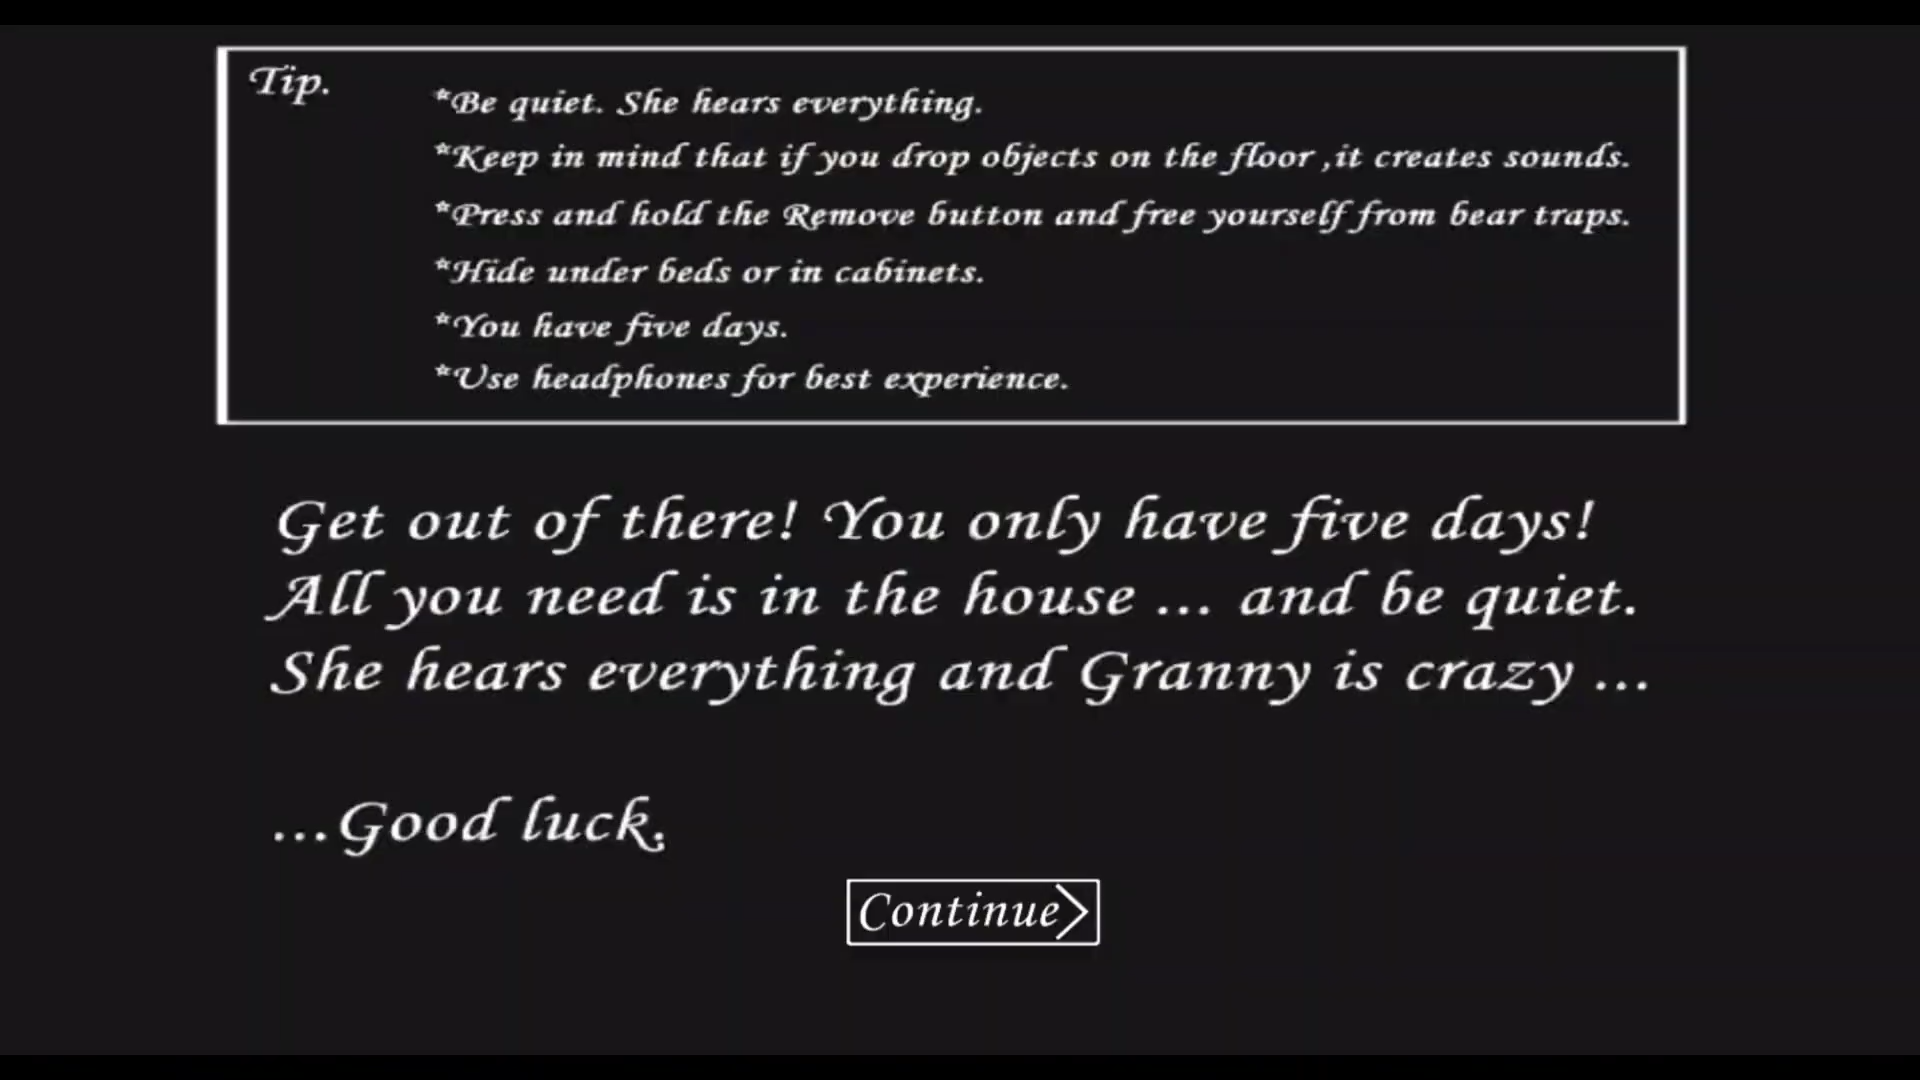 Tip.
*Be quiet. She hears everything.
*Keep in mind that if you drop objects on the floor ,it creates sounds.
*Press and hold the Remove button and free yourself from bear traps.
*Hide under beds or in cabinets.
*You have five days.
*Use headphones for best experience.
Get out of there! You only have five days!
All you need is in the house ... and be quiet.
She hears everything and Granny is crazy ...
...Good luck.
Continue>